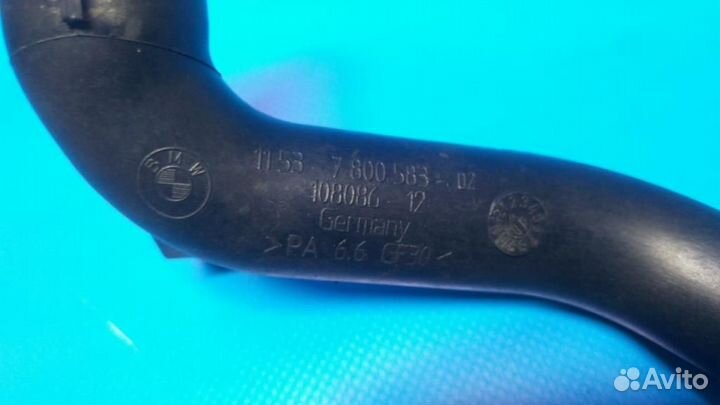 BMW
11 53 - 7 800 583 - 02
108086 - 12
Germany
>PA 6.6 GF30<
Avito